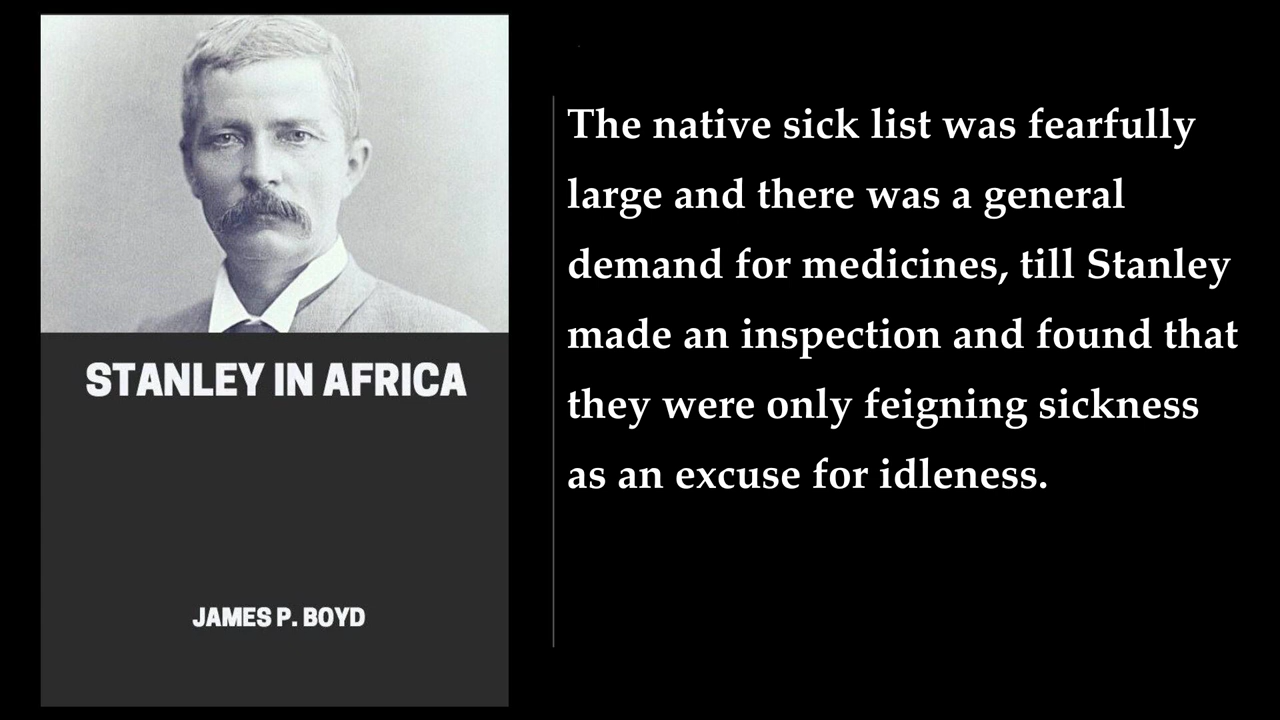 STANLEY IN AFRICA
JAMES P. BOYD
The native sick list was fearfully
large and there was a general
demand for medicines, till Stanley
made an inspection and found that
they were only feigning sickness
as an excuse for idleness.